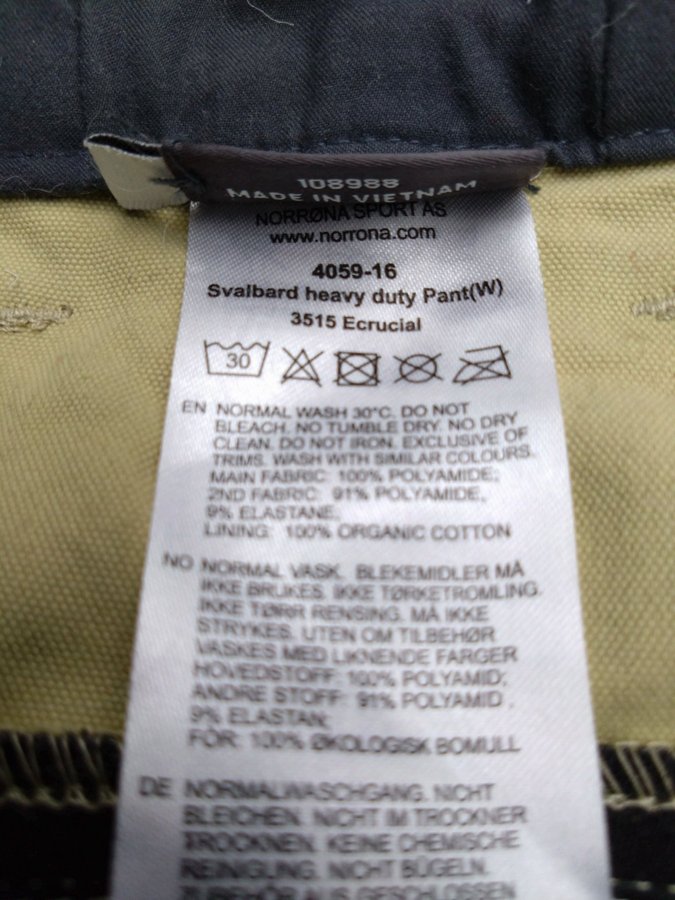 108988
MADE IN VIETNAM
NORRØNA SPORT AS
www.norrona.com
4059-16
Svalbard heavy duty Pant(W)
3515 Ecrucial
30
EN NORMAL WASH 30°C. DO NOT
BLEACH. NO TUMBLE DRY. NO DRY
CLEAN. DO NOT IRON. EXCLUSIVE OF
TRIMS. WASH WITH SIMILAR COLOURS.
MAIN FABRIC: 100% POLYAMIDE;
2ND FABRIC: 91% POLYAMIDE,
9% ELASTANE;
LINING: 100% ORGANIC COTTON
NO NORMAL VASK. BLEKEMIDLER MÅ
IKKE BRUKES. IKKE TØRKETROMLING.
IKKE TØRR RENSING. MÅ IKKE
STRYKES. UTEN OM TILBEHØR
VASKES MED LIKNENDE FARGER
HOVEDSTOFF: 100% POLYAMID;
ANDRE STOFF: 91% POLYAMID,
9% ELASTAN;
FÓR: 100% ØKOLOGISK BOMULL
DE NORMALWASCHGANG. NICHT
BLEICHEN. NICHT IM TROCKNER
TROCKNEN. KEINE CHEMISCHE
REINIGUNG. NICHT BÜGELN.
ZUBEHÖR AUSGESCHLOSSEN